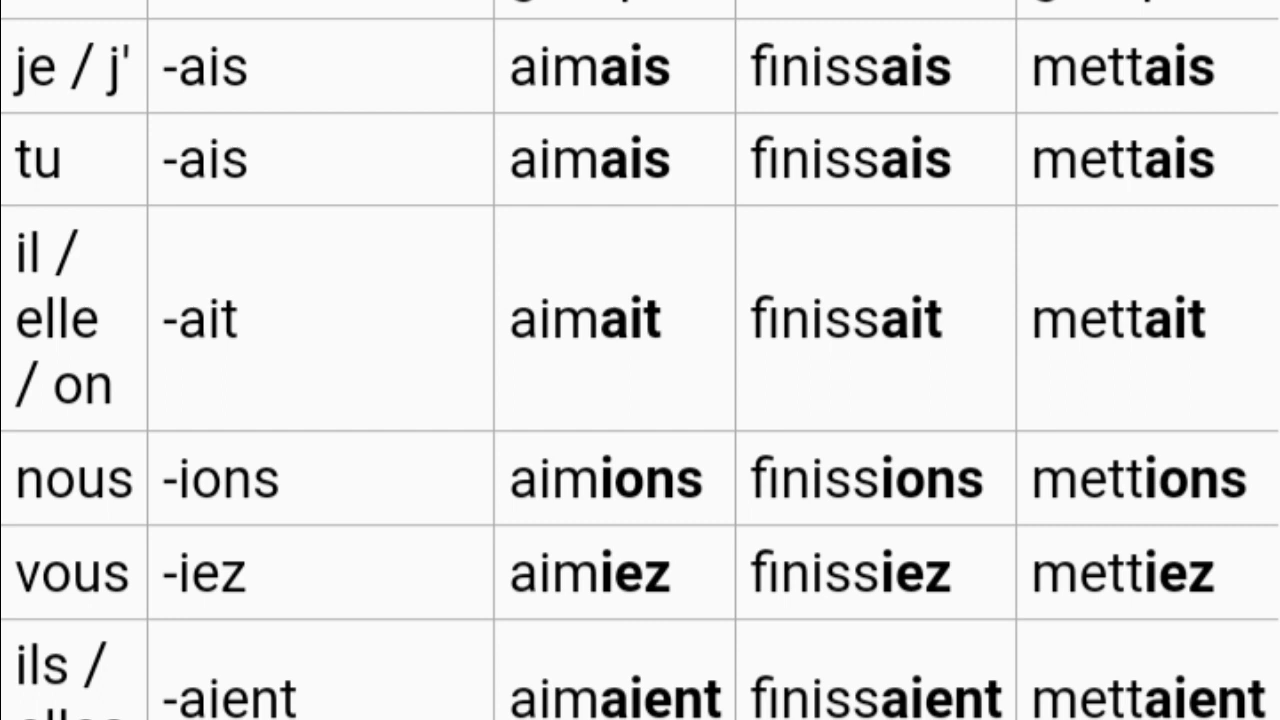 je / j' -ais aimais finissais mettais
tu -ais aimais finissais mettais
il /
elle -ait aimait finissait mettait
/ on
nous -ions aimions finissions mettions
vous -iez aimiez finissiez mettiez
ils /
-aient aimaient finissaient mettaient